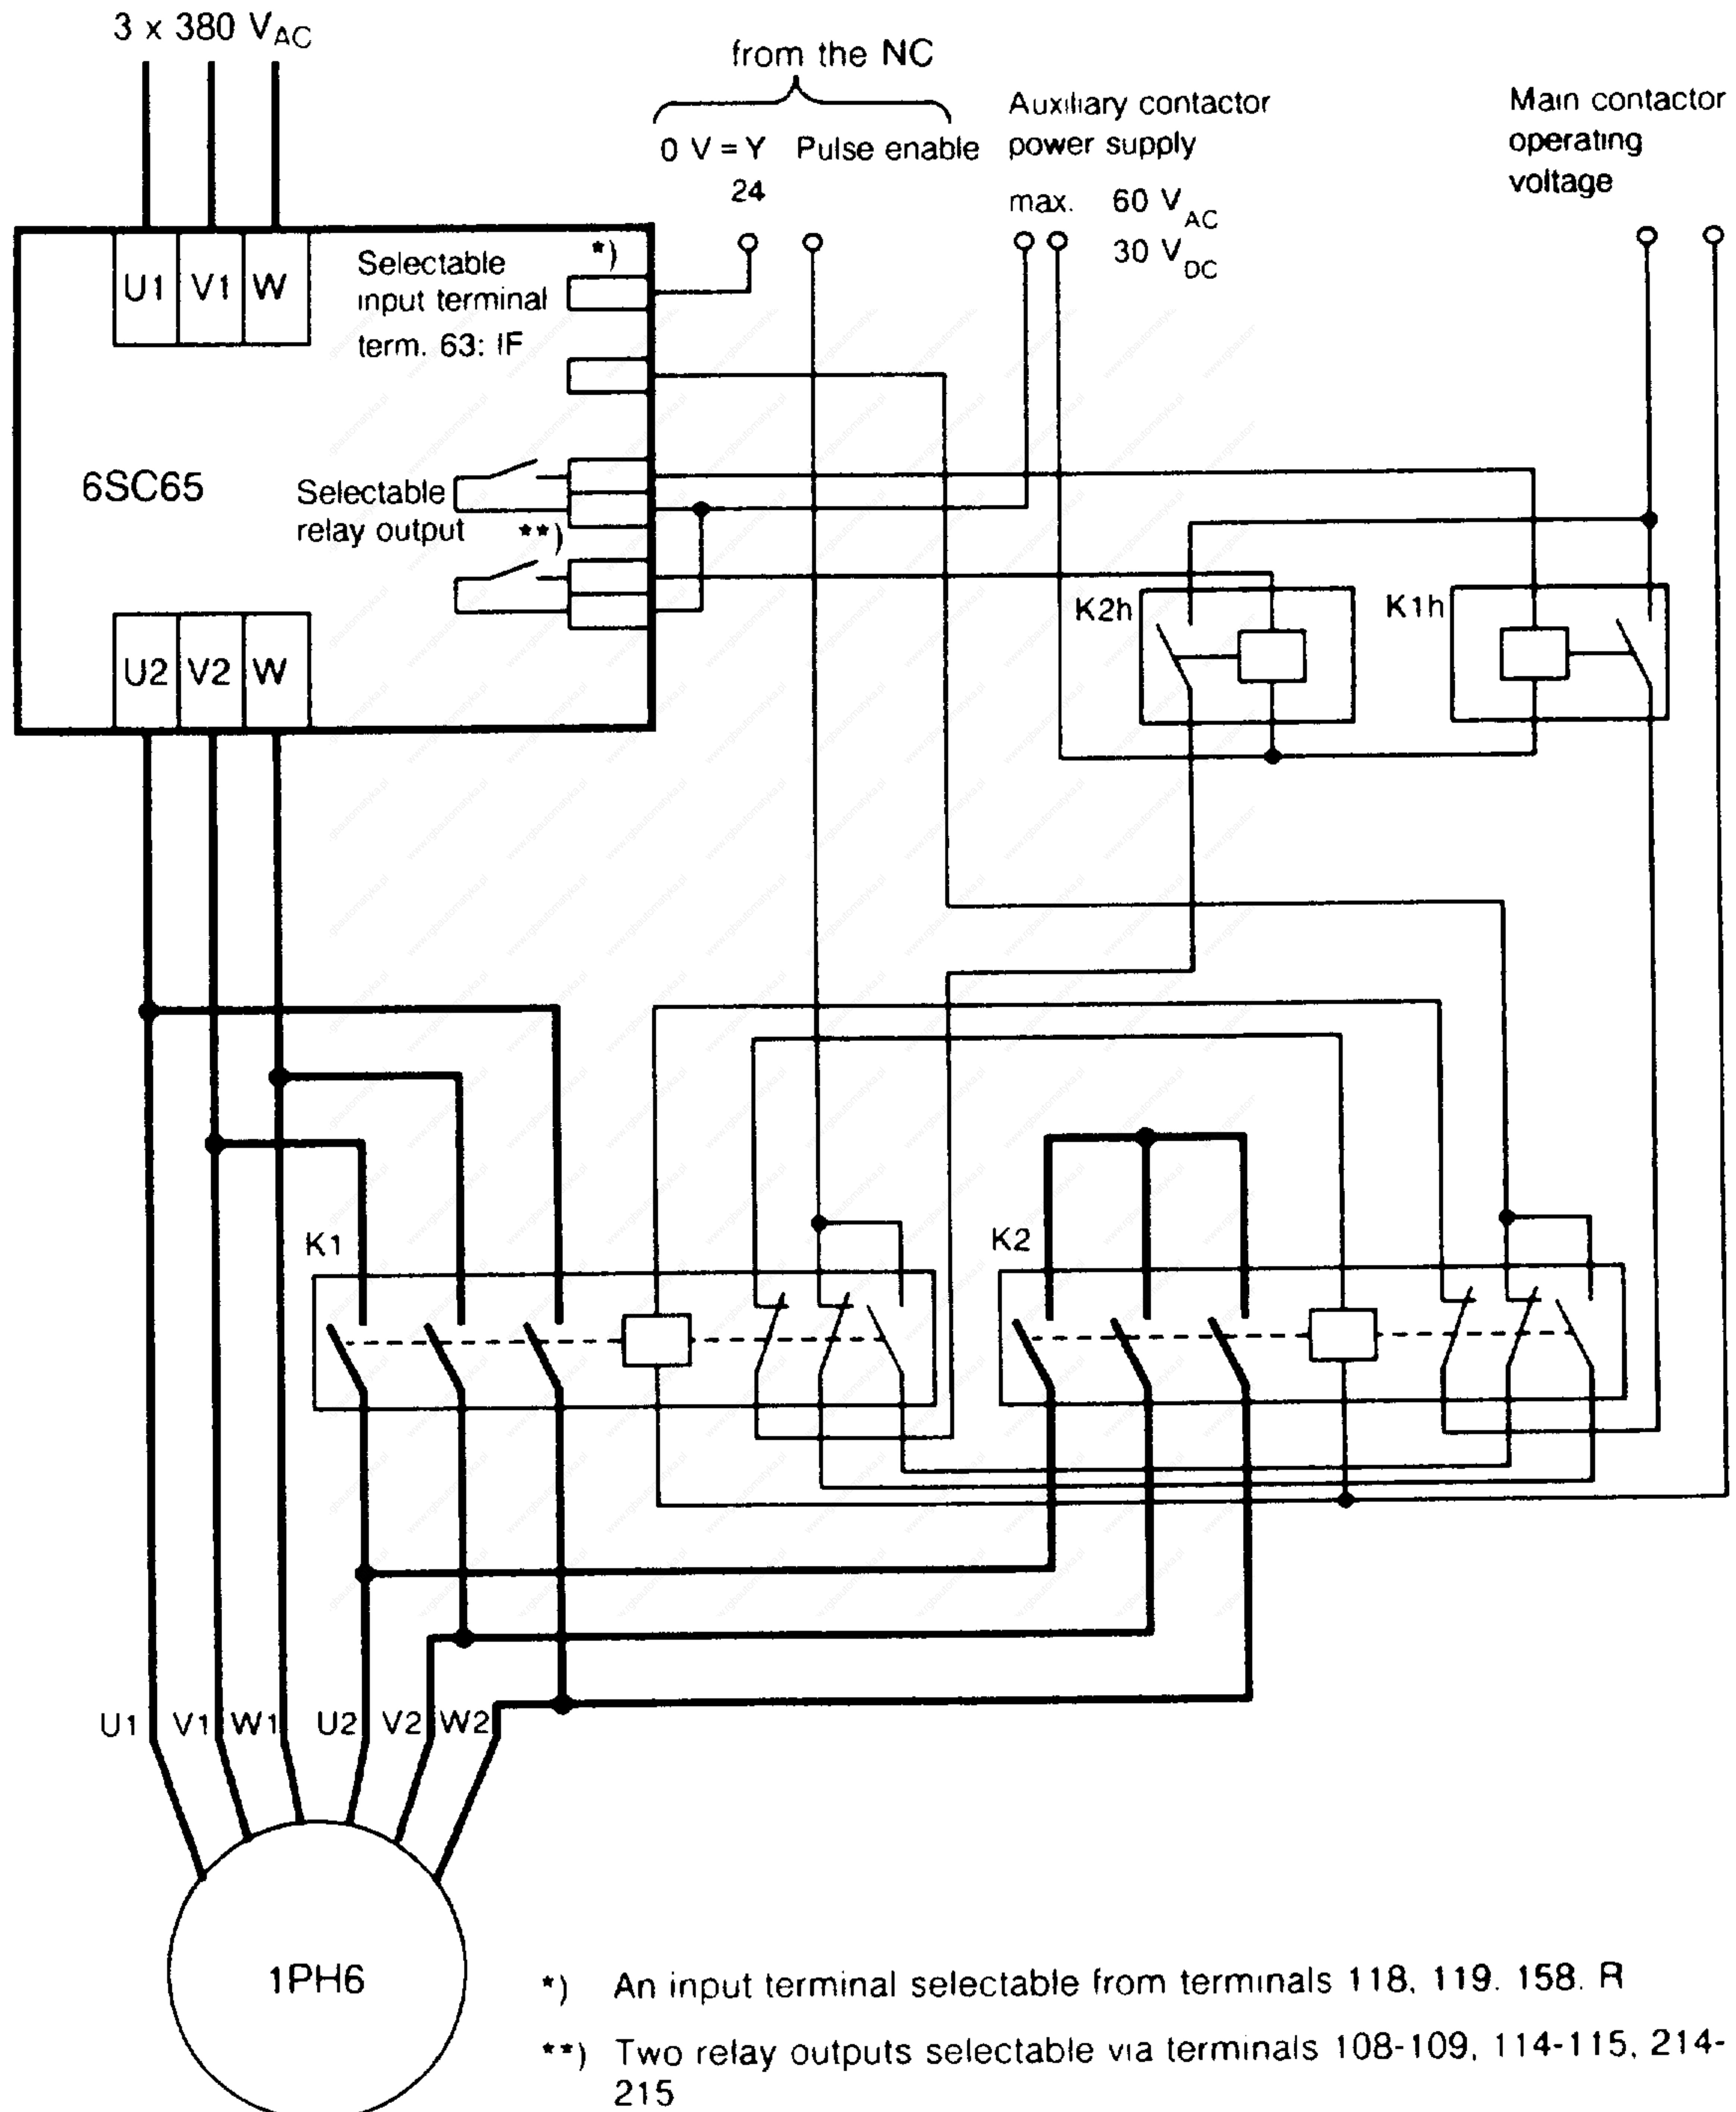 3 x 380 VAC
from the NC
0 V = Y Pulse enable
24
Auxiliary contactor
power supply
max. 60 VAC
30 VDC
Main contactor
operating
voltage
U1 V1 W
Selectable *)
input terminal
term. 63: IF
6SC65
Selectable
relay output **)
U2 V2 W
K2h
K1h
K1
K2
U1 V1 W1 U2 V2 W2
1PH6
*) An input terminal selectable from terminals 118, 119. 158. R
**) Two relay outputs selectable via terminals 108-109, 114-115, 214-
215
www.rgbautomatyka.pl